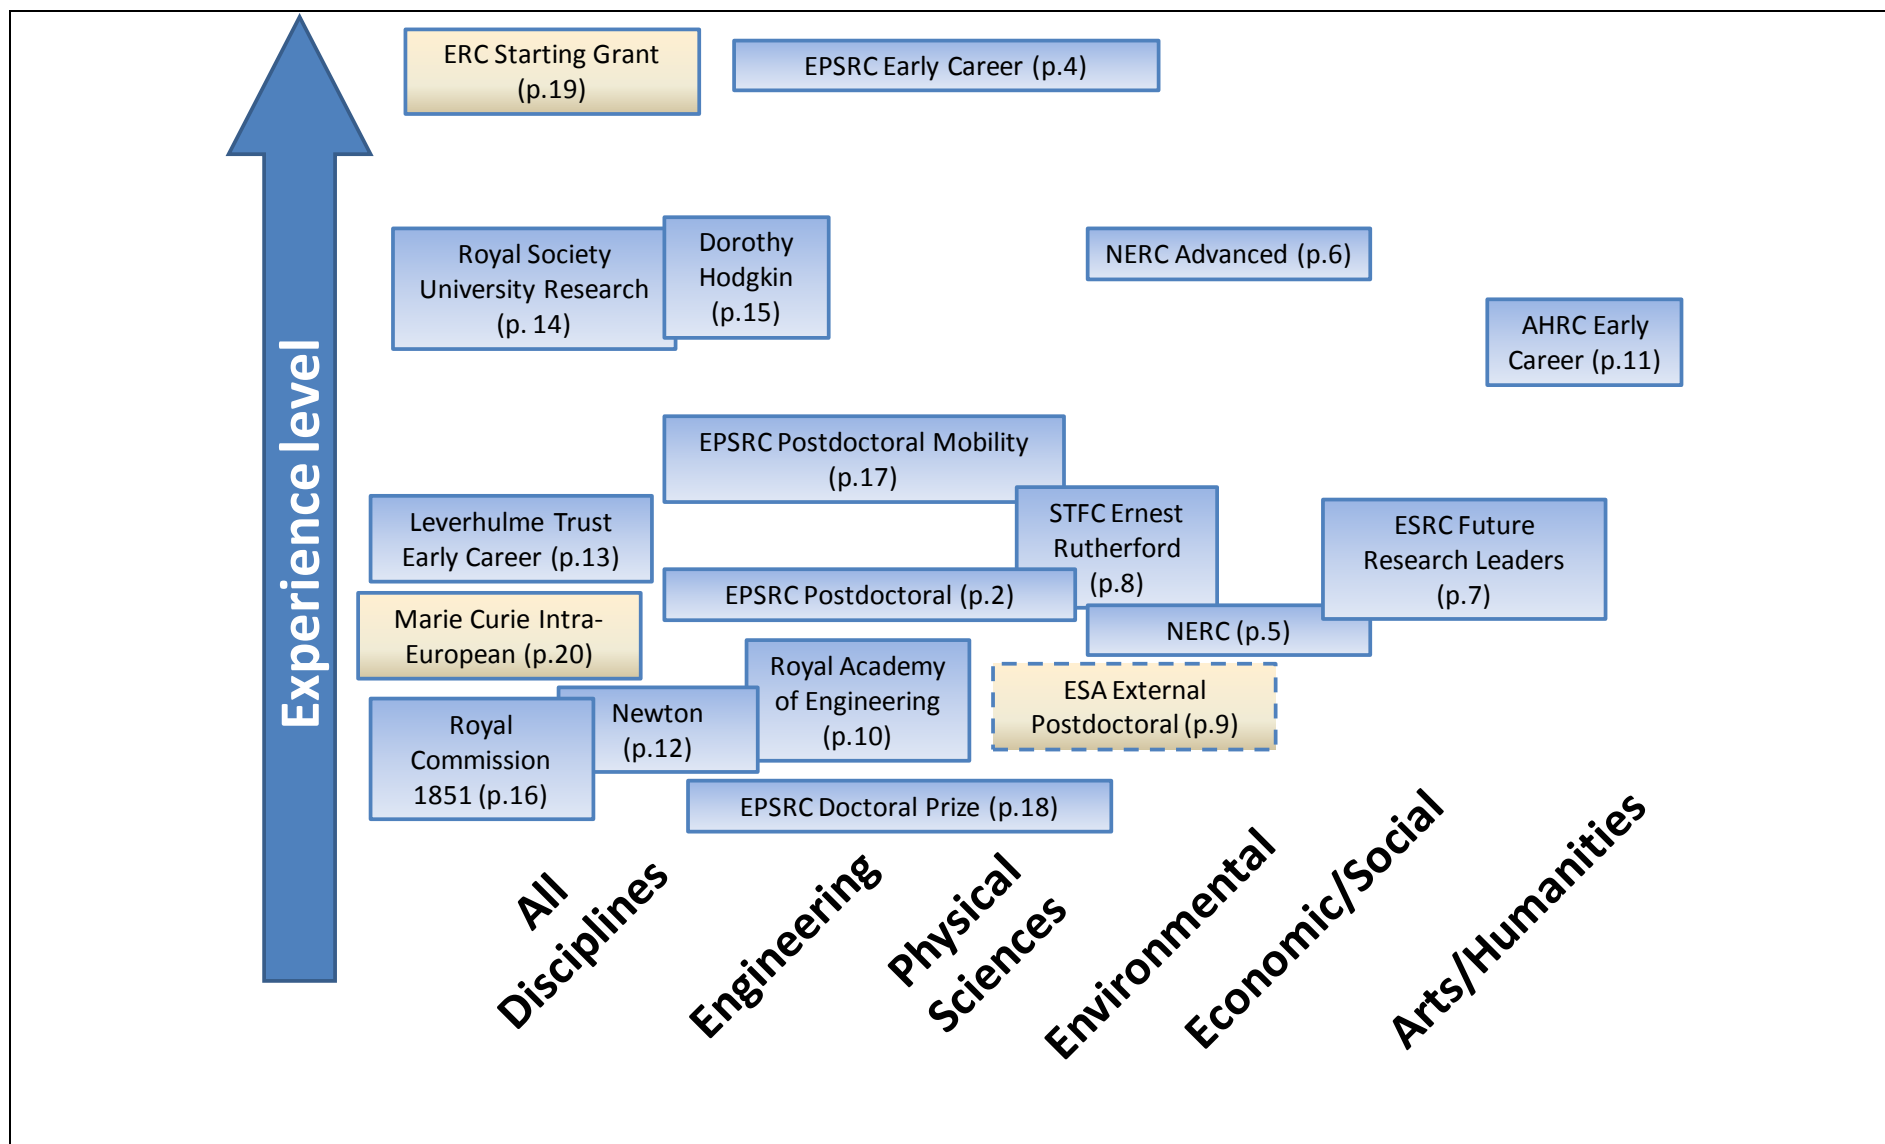 ERC Starting Grant
(p.19)
EPSRC Early Career (p.4)
Royal Society
University Research
(p. 14)
Dorothy
Hodgkin
(p.15)
NERC Advanced (p.6)
AHRC Early
Career (p.11)
Experience level
EPSRC Postdoctoral Mobility
(p.17)
Leverhulme Trust
Early Career (p.13)
STFC Ernest
Rutherford
(p.8)
ESRC Future
Research Leaders
(p.7)
EPSRC Postdoctoral (p.2)
Marie Curie Intra-
European (p.20)
NERC (p.5)
Royal Academy
of Engineering
(p.10)
ESA External
Postdoctoral (p.9)
Royal
Commission
1851 (p.16)
Newton
(p.12)
EPSRC Doctoral Prize (p.18)
All
Disciplines
Engineering
Physical
Sciences
Environmental
Economic/Social
Arts/Humanities